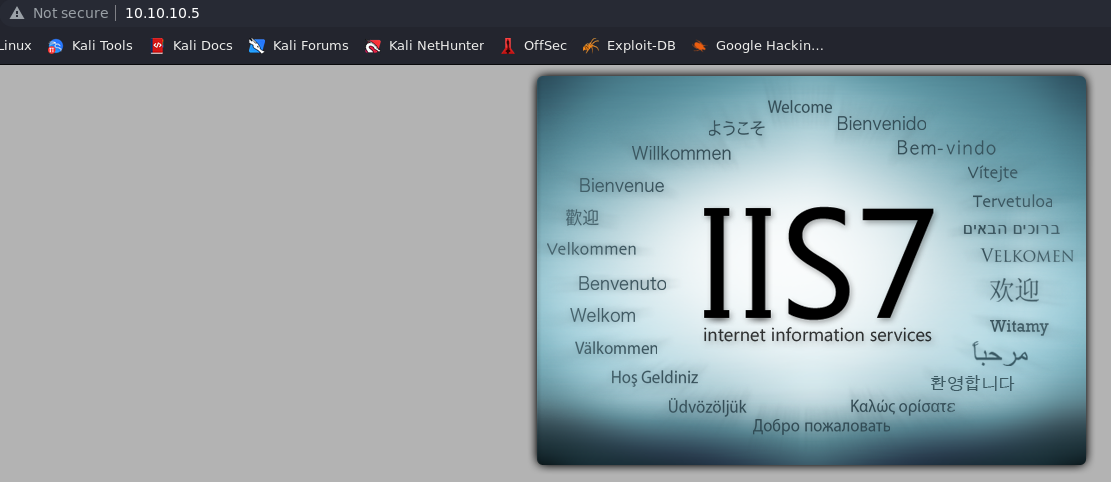 Not secure 10.10.10.5
Linux Kali Tools Kali Docs Kali Forums Kali NetHunter OffSec Exploit-DB Google Hackin...
Welcome
ようこそ
Bienvenido
Willkommen
Bem-vindo
Bienvenue
Vítejte
歡迎
Tervetuloa
ברוכים הבאים
Velkommen
VELKOMEN
Benvenuto
欢迎
IIS7
internet information services
Welkom
Witamy
Välkommen
مرحباً
Hoş Geldiniz
환영합니다
Üdvözöljük
Καλώς ορίσατε
Добро пожаловать